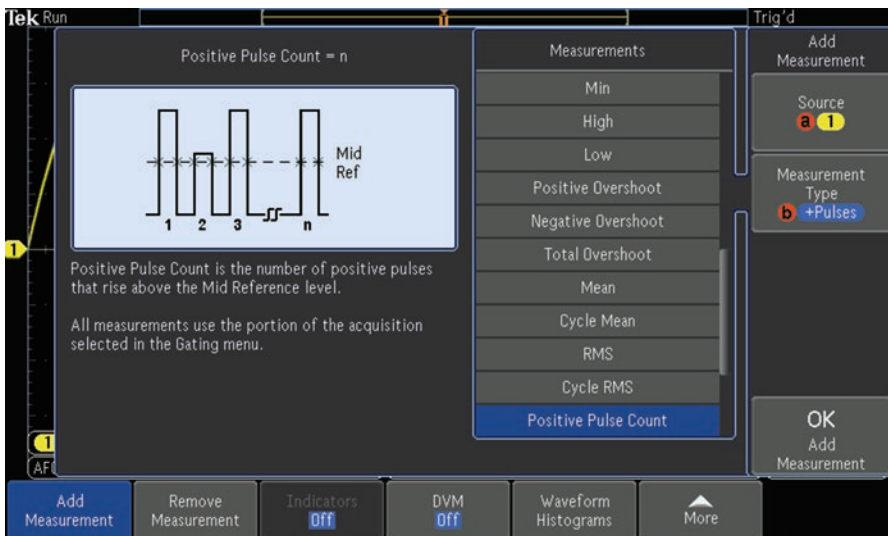 Tek Run
Trig'd
Positive Pulse Count = n
Mid
Ref
1 2 3 n
Positive Pulse Count is the number of positive pulses
that rise above the Mid Reference level.
All measurements use the portion of the acquisition
selected in the Gating menu.
Measurements
Min
High
Low
Positive Overshoot
Negative Overshoot
Total Overshoot
Mean
Cycle Mean
RMS
Cycle RMS
Positive Pulse Count
Add
Measurement
Source
a 1
Measurement
Type
b +Pulses
OK
Add
Measurement
1
1
Add
Measurement
Remove
Measurement
Indicators
Off
DVM
Off
Waveform
Histograms
More